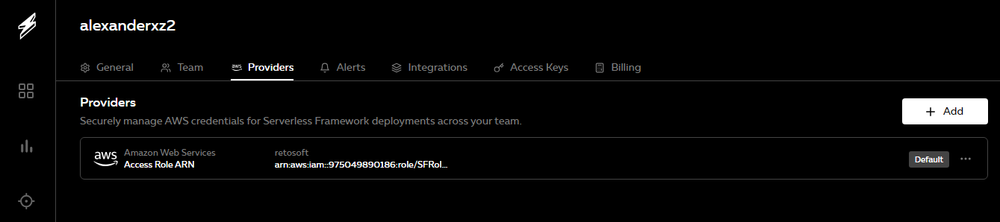 alexanderxz2
General
Team
aws Providers
Alerts
Integrations
Access Keys
Billing
Providers
Securely manage AWS credentials for Serverless Framework deployments across your team.
+ Add
aws
Amazon Web Services
Access Role ARN
retosoft
arn:aws:iam::975049890186:role/SFRol...
Default